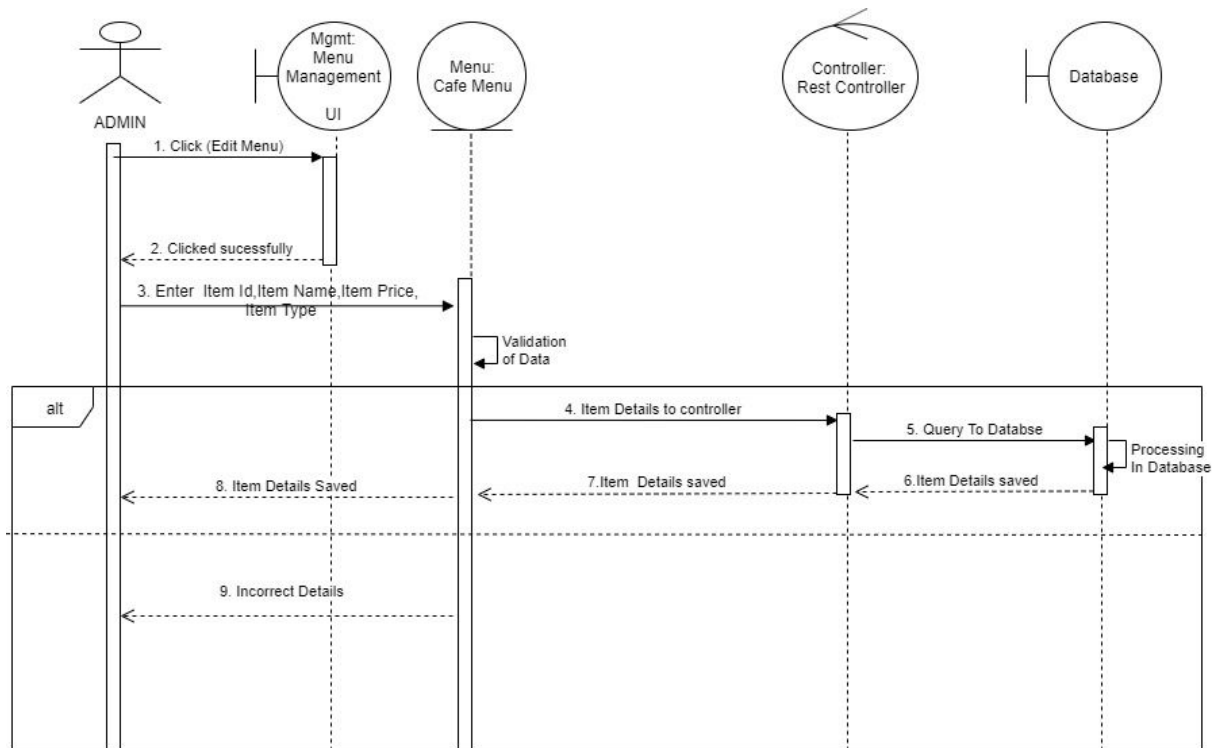 Mgmt:
Menu
Management
UI
Menu:
Cafe Menu
Controller:
Rest Controller
Database
ADMIN
1. Click (Edit Menu)
2. Clicked sucessfully
3. Enter Item Id,Item Name,Item Price,
Item Type
Validation
of Data
alt
4. Item Details to controller
5. Query To Databse
Processing
In Database
6.Item Details saved
7.Item Details saved
8. Item Details Saved
9. Incorrect Details